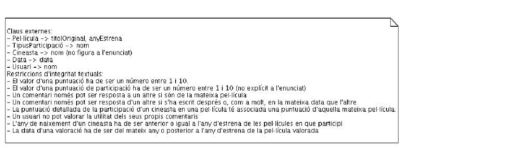 Claus externes:
- Pel·lícula -> títolOriginal, anyEstrena
- TipusParticipació -> nom
- Cineasta -> nom (no figura a l'enunciat)
- Data -> data
- Usuari -> nom
Restriccions d'integritat textuals:
- El valor d'una puntuació ha de ser un número entre 1 i 10.
- El valor d'una puntuació de participació ha de ser un número entre 1 i 10 (no explícit a l'enunciat)
- Un comentari només pot ser resposta a un altre si són de la mateixa pel·lícula
- Un comentari només pot ser resposta d'un altre si s'ha escrit després o, com a molt, en la mateixa data que l'altre
- La puntuació detallada de la participació d'un cineasta en una pel·lícula té associada una puntuació d'aquella mateixa pel·lícula.
- Un usuari no pot valorar la utilitat dels seus propis comentaris
- L'any de naixement d'un cineasta ha de ser anterior o igual a l'any d'estrena de les pel·lícules en que participi
- La data d'una valoració ha de ser del mateix any o posterior a l'any d'estrena de la pel·lícula valorada